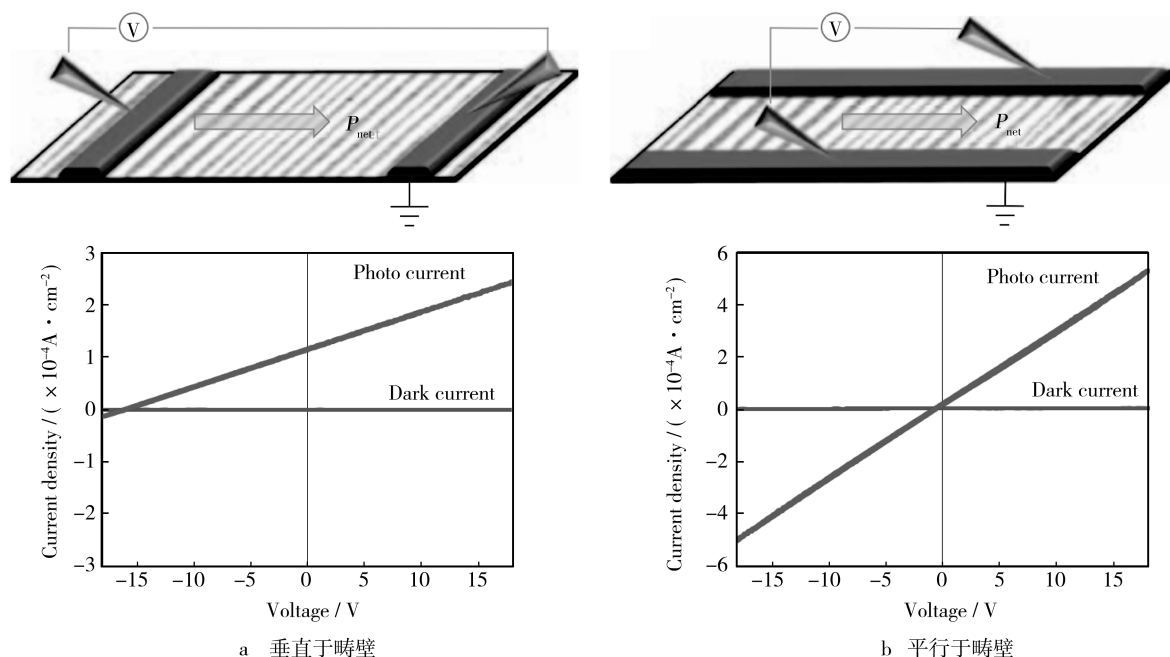 V
P net
V
P net
3
2
1
0
−1
−2
−3
Current density / ( ×10⁻⁴A・cm⁻²)
Photo current
Dark current
−15 −10 −5 0 5 10 15
Voltage / V
a 垂直于畴壁
6
4
2
0
−2
−4
−6
Current density / ( ×10⁻⁴A・cm⁻²)
Photo current
Dark current
−15 −10 −5 0 5 10 15
Voltage / V
b 平行于畴壁